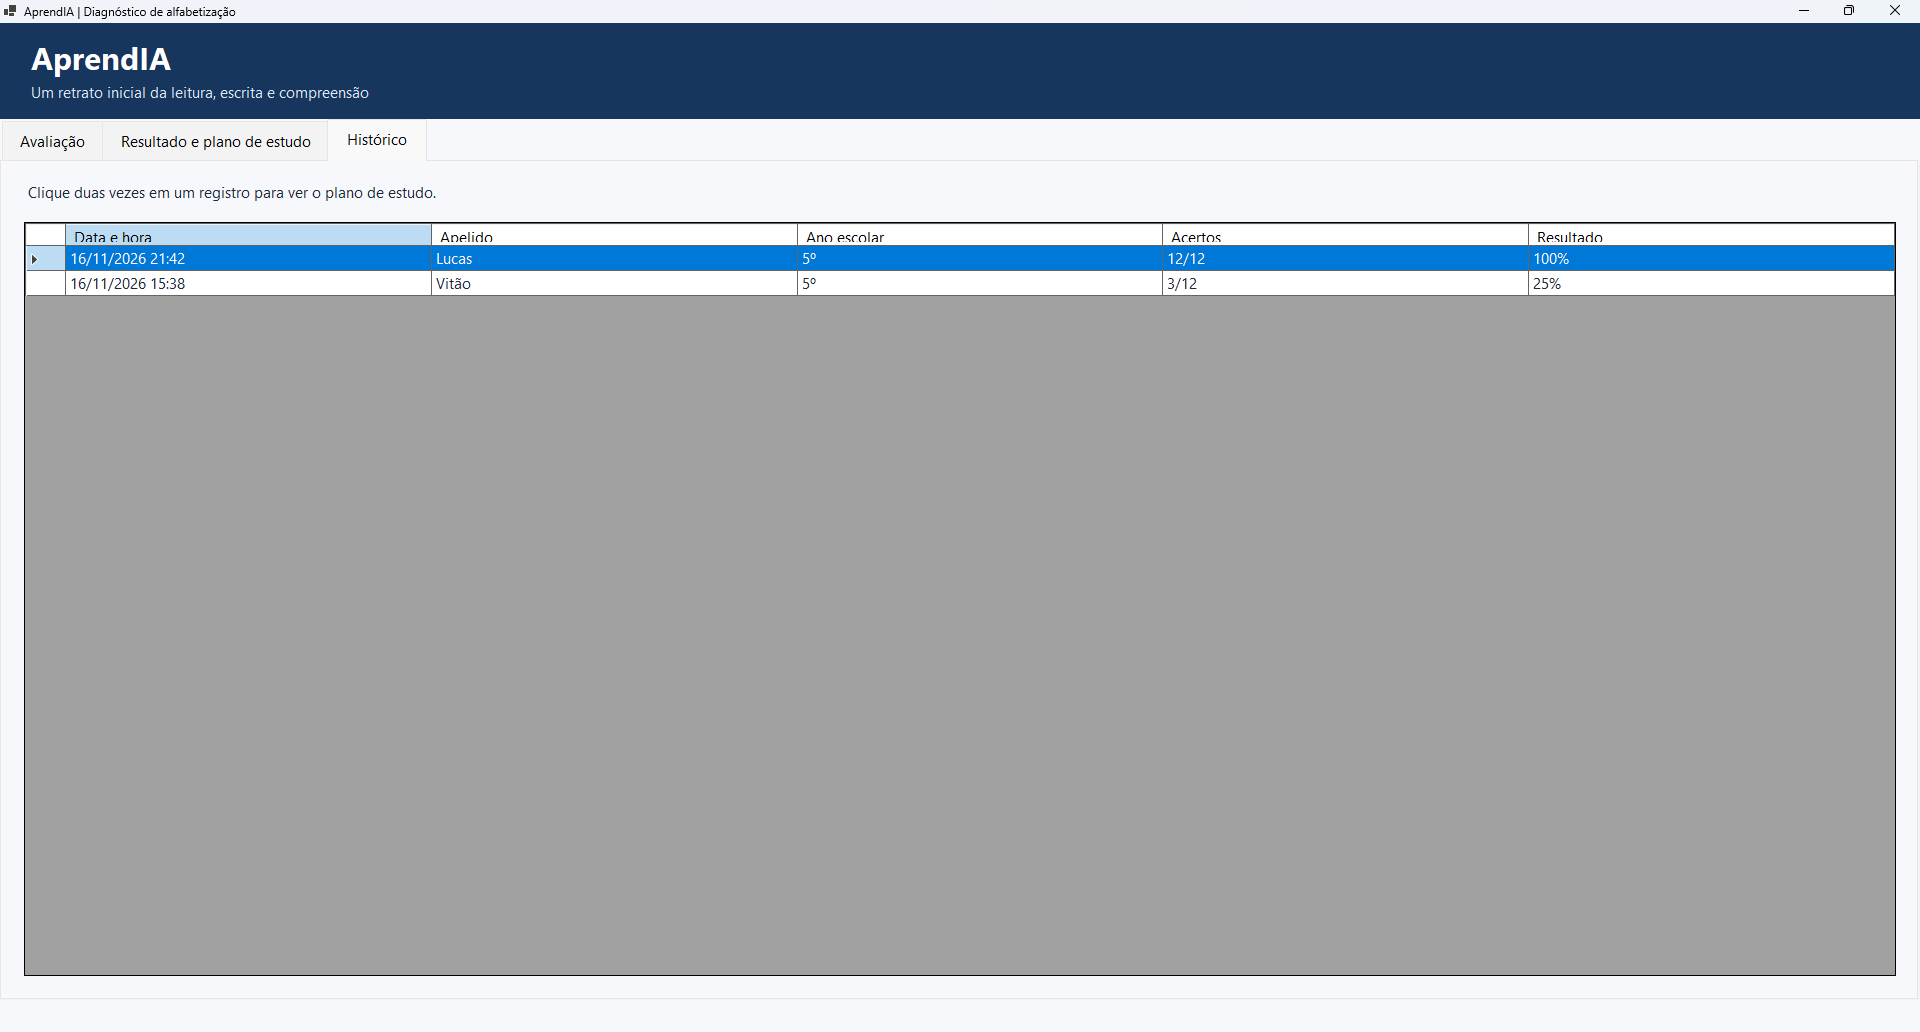 AprendIA | Diagnóstico de alfabetização
AprendIA
Um retrato inicial da leitura, escrita e compreensão
Avaliação Resultado e plano de estudo Histórico
Clique duas vezes em um registro para ver o plano de estudo.
Data e hora Apelido Ano escolar Acertos Resultado
16/11/2026 21:42 Lucas 5º 12/12 100%
16/11/2026 15:38 Vitão 5º 3/12 25%